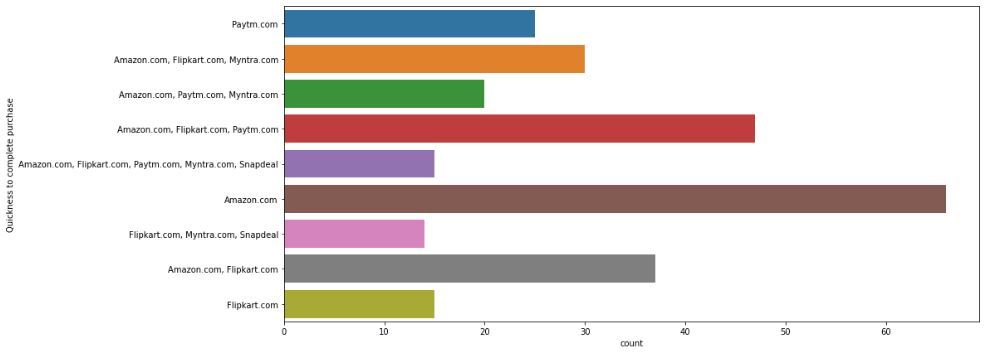 Quickness to complete purchase
Paytm.com
Amazon.com, Flipkart.com, Myntra.com
Amazon.com, Paytm.com, Myntra.com
Amazon.com, Flipkart.com, Paytm.com
Amazon.com, Flipkart.com, Paytm.com, Myntra.com, Snapdeal
Amazon.com
Flipkart.com, Myntra.com, Snapdeal
Amazon.com, Flipkart.com
Flipkart.com
0 10 20 30 40 50 60
count